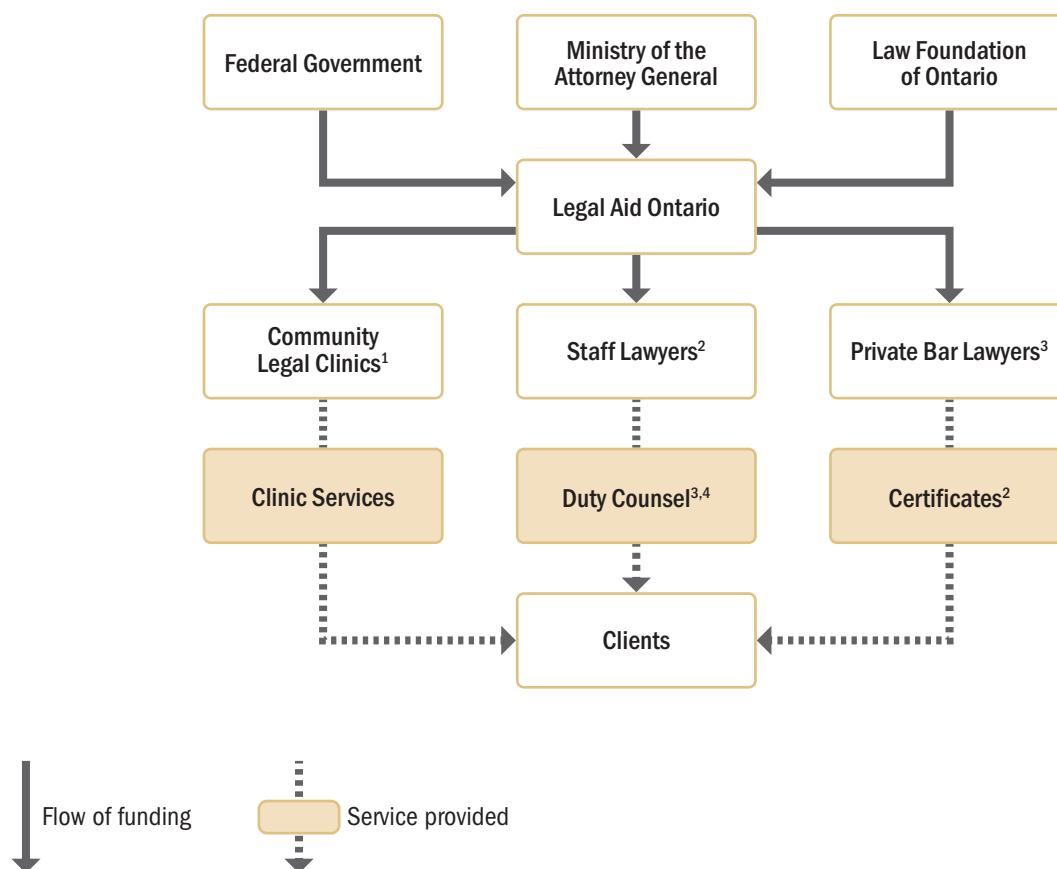 Federal Government
Ministry of the
Attorney General
Law Foundation
of Ontario
Legal Aid Ontario
Community
Legal Clinics¹
Staff Lawyers²
Private Bar Lawyers³
Clinic Services
Duty Counsel³,⁴
Certificates²
Clients
Flow of funding
Service provided